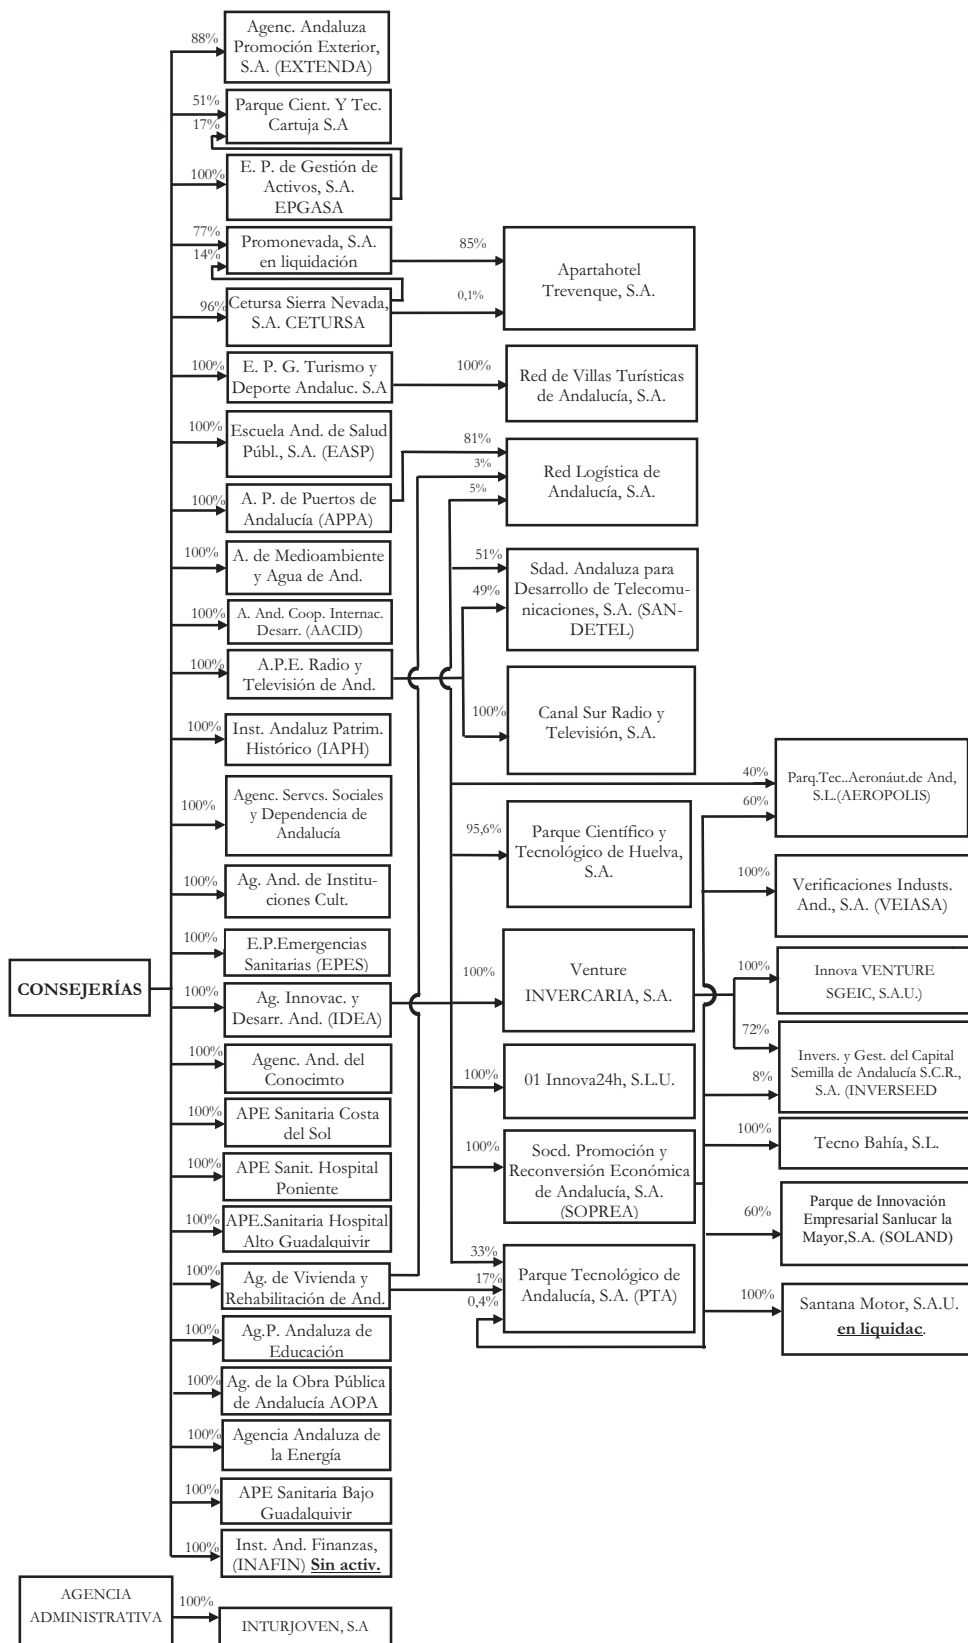 88%
Agenc. Andaluza
Promoción Exterior,
S.A. (EXTENDA)
51%
Parque Cient. Y Tec.
Cartuja S.A
17%
100%
E. P. de Gestión de
Activos, S.A.
EPGASA
77%
Promonevada, S.A.
en liquidación
14%
85%
Apartahotel
Trevenque, S.A.
0,1%
96%
Cetursa Sierra Nevada,
S.A. CETURSA
100%
E. P. G. Turismo y
Deporte Andaluc. S.A
100%
Red de Villas Turísticas
de Andalucía, S.A.
100%
Escuela And. de Salud
Públ., S.A. (EASP)
81%
3%
5%
Red Logística de
Andalucía, S.A.
100%
A. P. de Puertos de
Andalucía (APPA)
100%
A. de Medioambiente
y Agua de And.
51%
49%
Sdad. Andaluza para
Desarrollo de Telecomu-
nicaciones, S.A. (SAN-
DETEL)
100%
A. And. Coop. Internac.
Desarr. (AACID)
100%
A.P.E. Radio y
Televisión de And.
100%
Canal Sur Radio y
Televisión, S.A.
100%
Inst. Andaluz Patrim.
Histórico (IAPH)
40%
60%
Parq.Tec..Aeronáut.de And,
S.L.(AEROPOLIS)
100%
Agenc. Servcs. Sociales
y Dependencia de
Andalucía
95,6%
Parque Científico y
Tecnológico de Huelva,
S.A.
100%
Verificaciones Industs.
And., S.A. (VEIASA)
100%
Ag. And. de Institu-
ciones Cult.
100%
E.P.Emergencias
Sanitarias (EPES)
CONSEJERÍAS
100%
Ag. Innovac. y
Desarr. And. (IDEA)
100%
Venture
INVERCARIA, S.A.
100%
Innova VENTURE
SGEIC, S.A.U.)
72%
8%
Invers. y Gest. del Capital
Semilla de Andalucía S.C.R.,
S.A. (INVERSEED
100%
Agenc. And. del
Conocimto
100%
01 Innova24h, S.L.U.
100%
APE Sanitaria Costa
del Sol
100%
Tecno Bahía, S.L.
100%
Socd. Promoción y
Reconversión Económica
de Andalucía, S.A.
(SOPREA)
100%
APE Sanit. Hospital
Poniente
100%
APE.Sanitaria Hospital
Alto Guadalquivir
60%
Parque de Innovación
Empresarial Sanlucar la
Mayor,S.A. (SOLAND)
100%
Ag. de Vivienda y
Rehabilitación de And.
33%
17%
0,4%
Parque Tecnológico de
Andalucía, S.A. (PTA)
100%
Santana Motor, S.A.U.
en liquidac.
100%
Ag.P. Andaluza de
Educación
100%
Ag. de la Obra Pública
de Andalucía AOPA
100%
Agencia Andaluza de
la Energía
100%
APE Sanitaria Bajo
Guadalquivir
100%
Inst. And. Finanzas,
(INAFIN) Sin activ.
AGENCIA
ADMINISTRATIVA
100%
INTURJOVEN, S.A